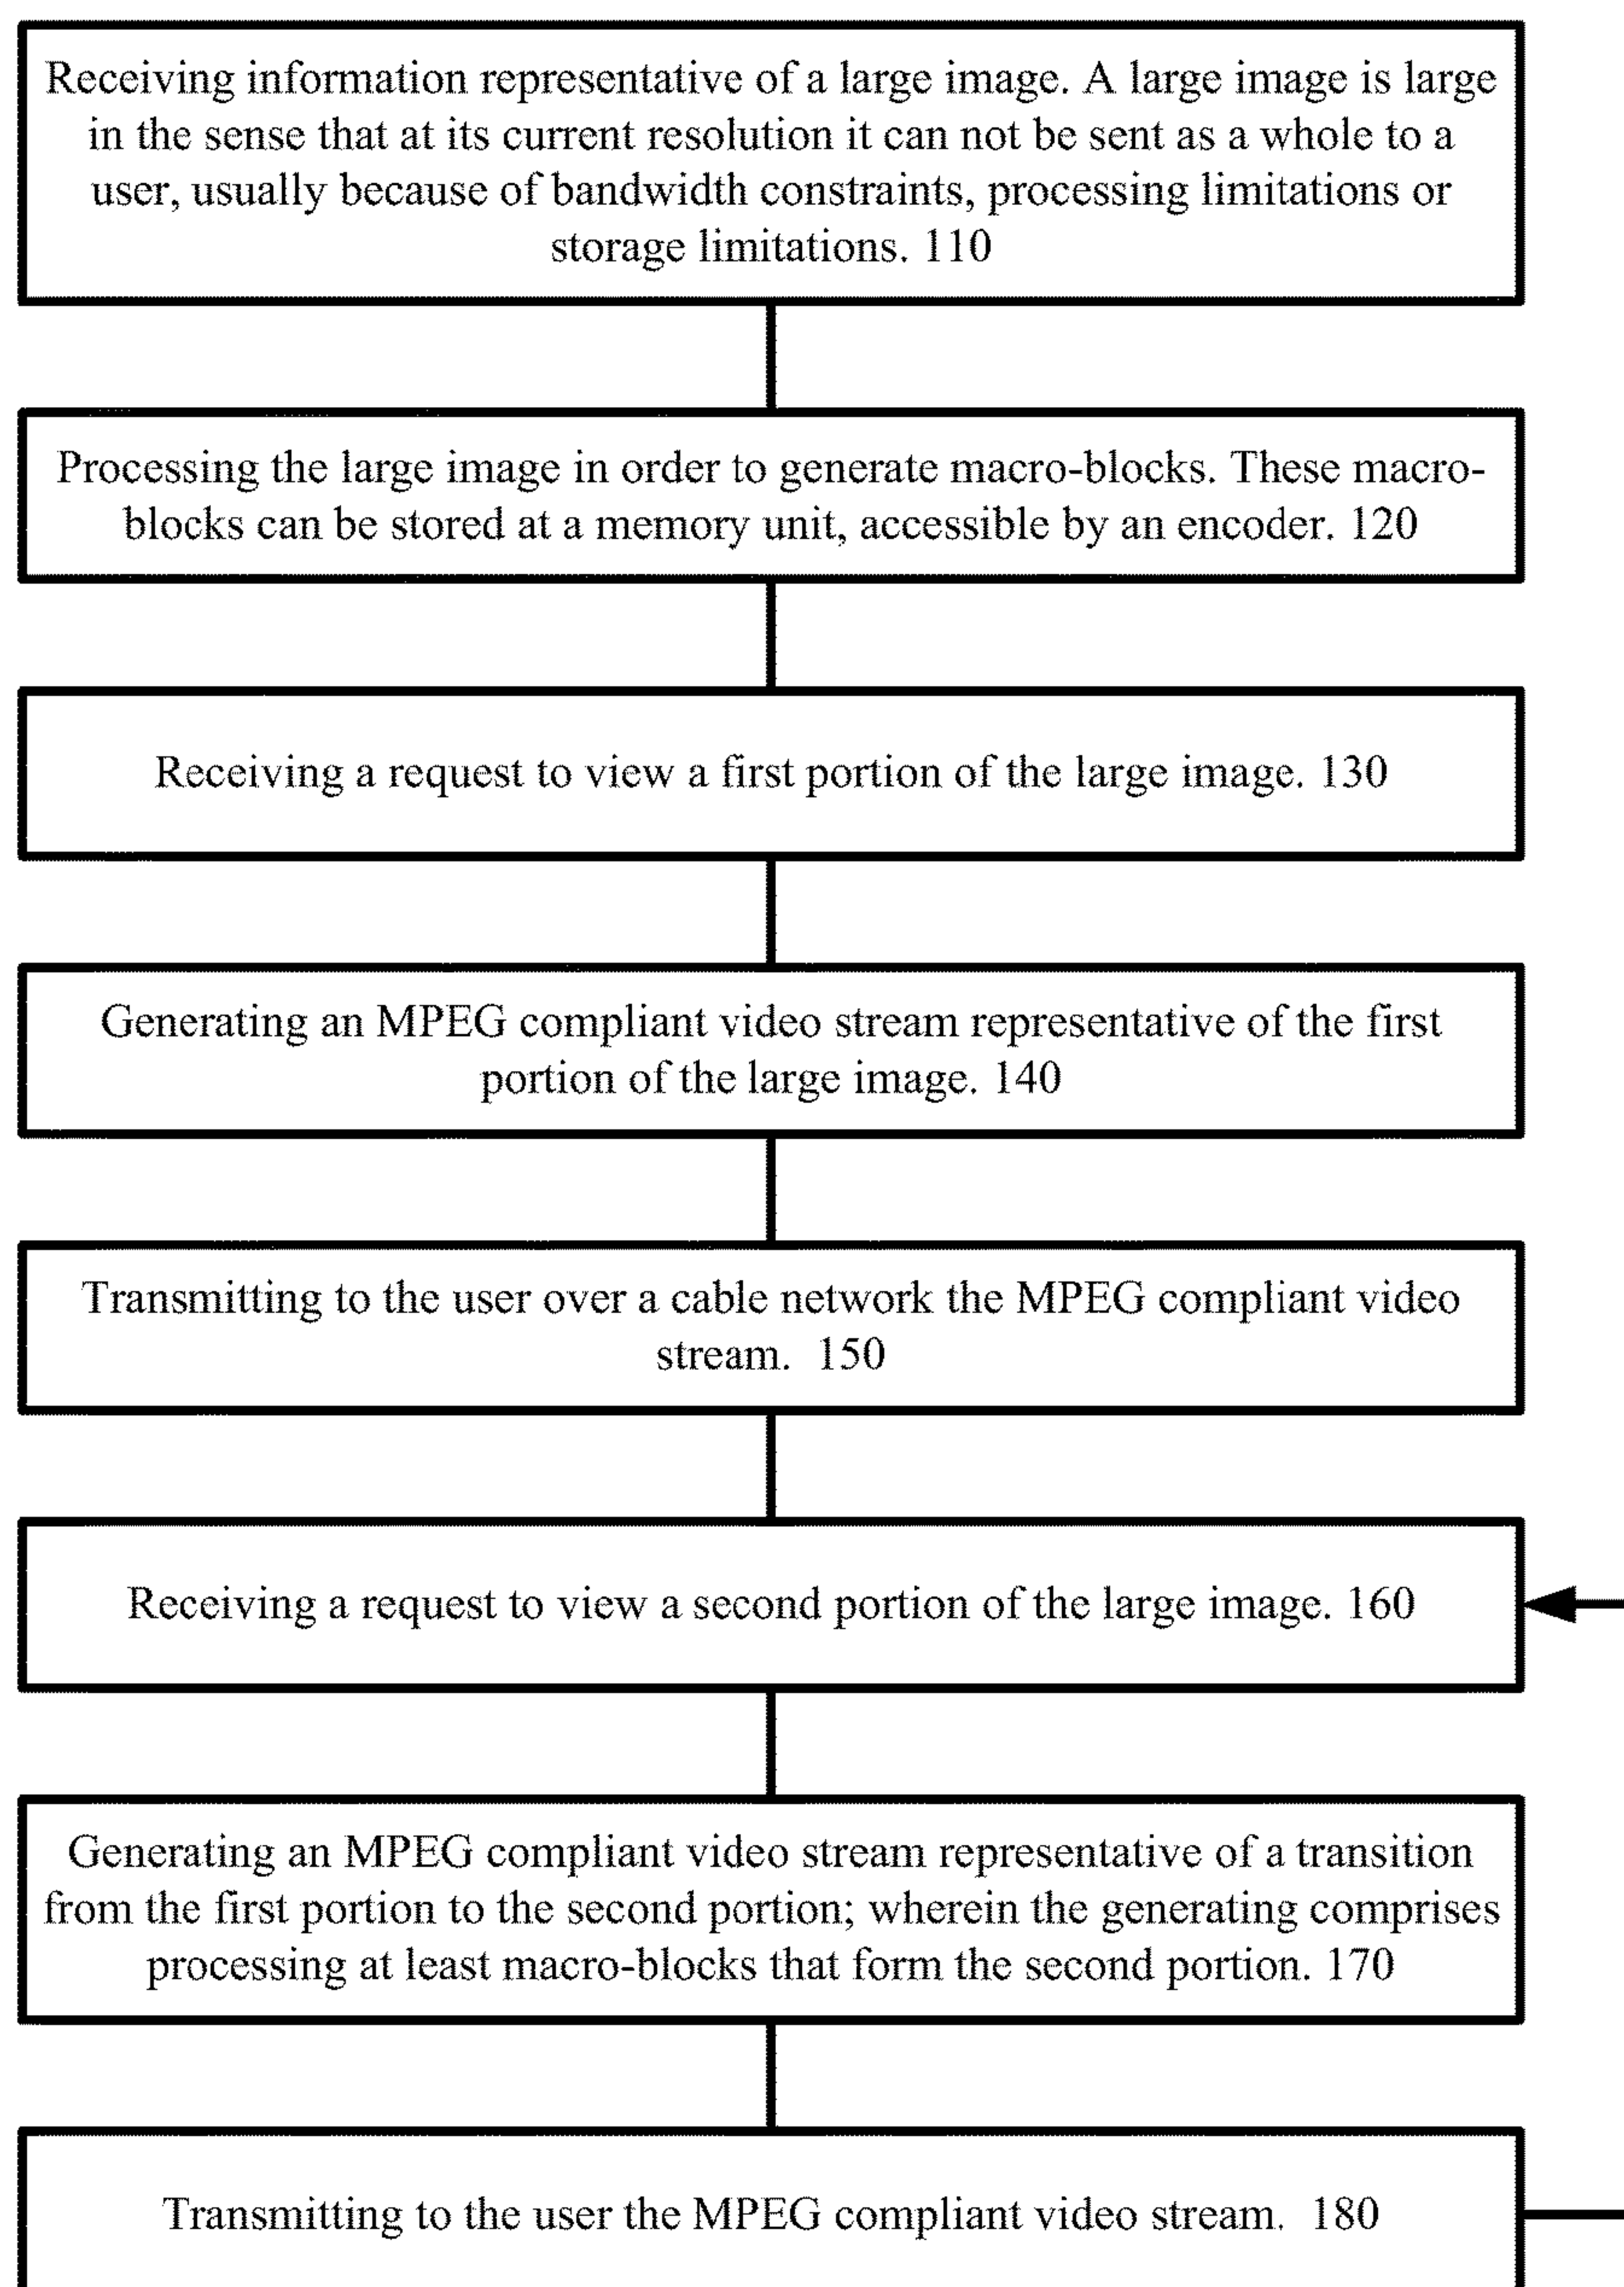 Receiving information representative of a large image. A large image is large
in the sense that at its current resolution it can not be sent as a whole to a
user, usually because of bandwidth constraints, processing limitations or
storage limitations. 110
Processing the large image in order to generate macro-blocks. These macro-
blocks can be stored at a memory unit, accessible by an encoder. 120
Receiving a request to view a first portion of the large image. 130
Generating an MPEG compliant video stream representative of the first
portion of the large image. 140
Transmitting to the user over a cable network the MPEG compliant video
stream. 150
Receiving a request to view a second portion of the large image. 160
Generating an MPEG compliant video stream representative of a transition
from the first portion to the second portion; wherein the generating comprises
processing at least macro-blocks that form the second portion. 170
Transmitting to the user the MPEG compliant video stream. 180